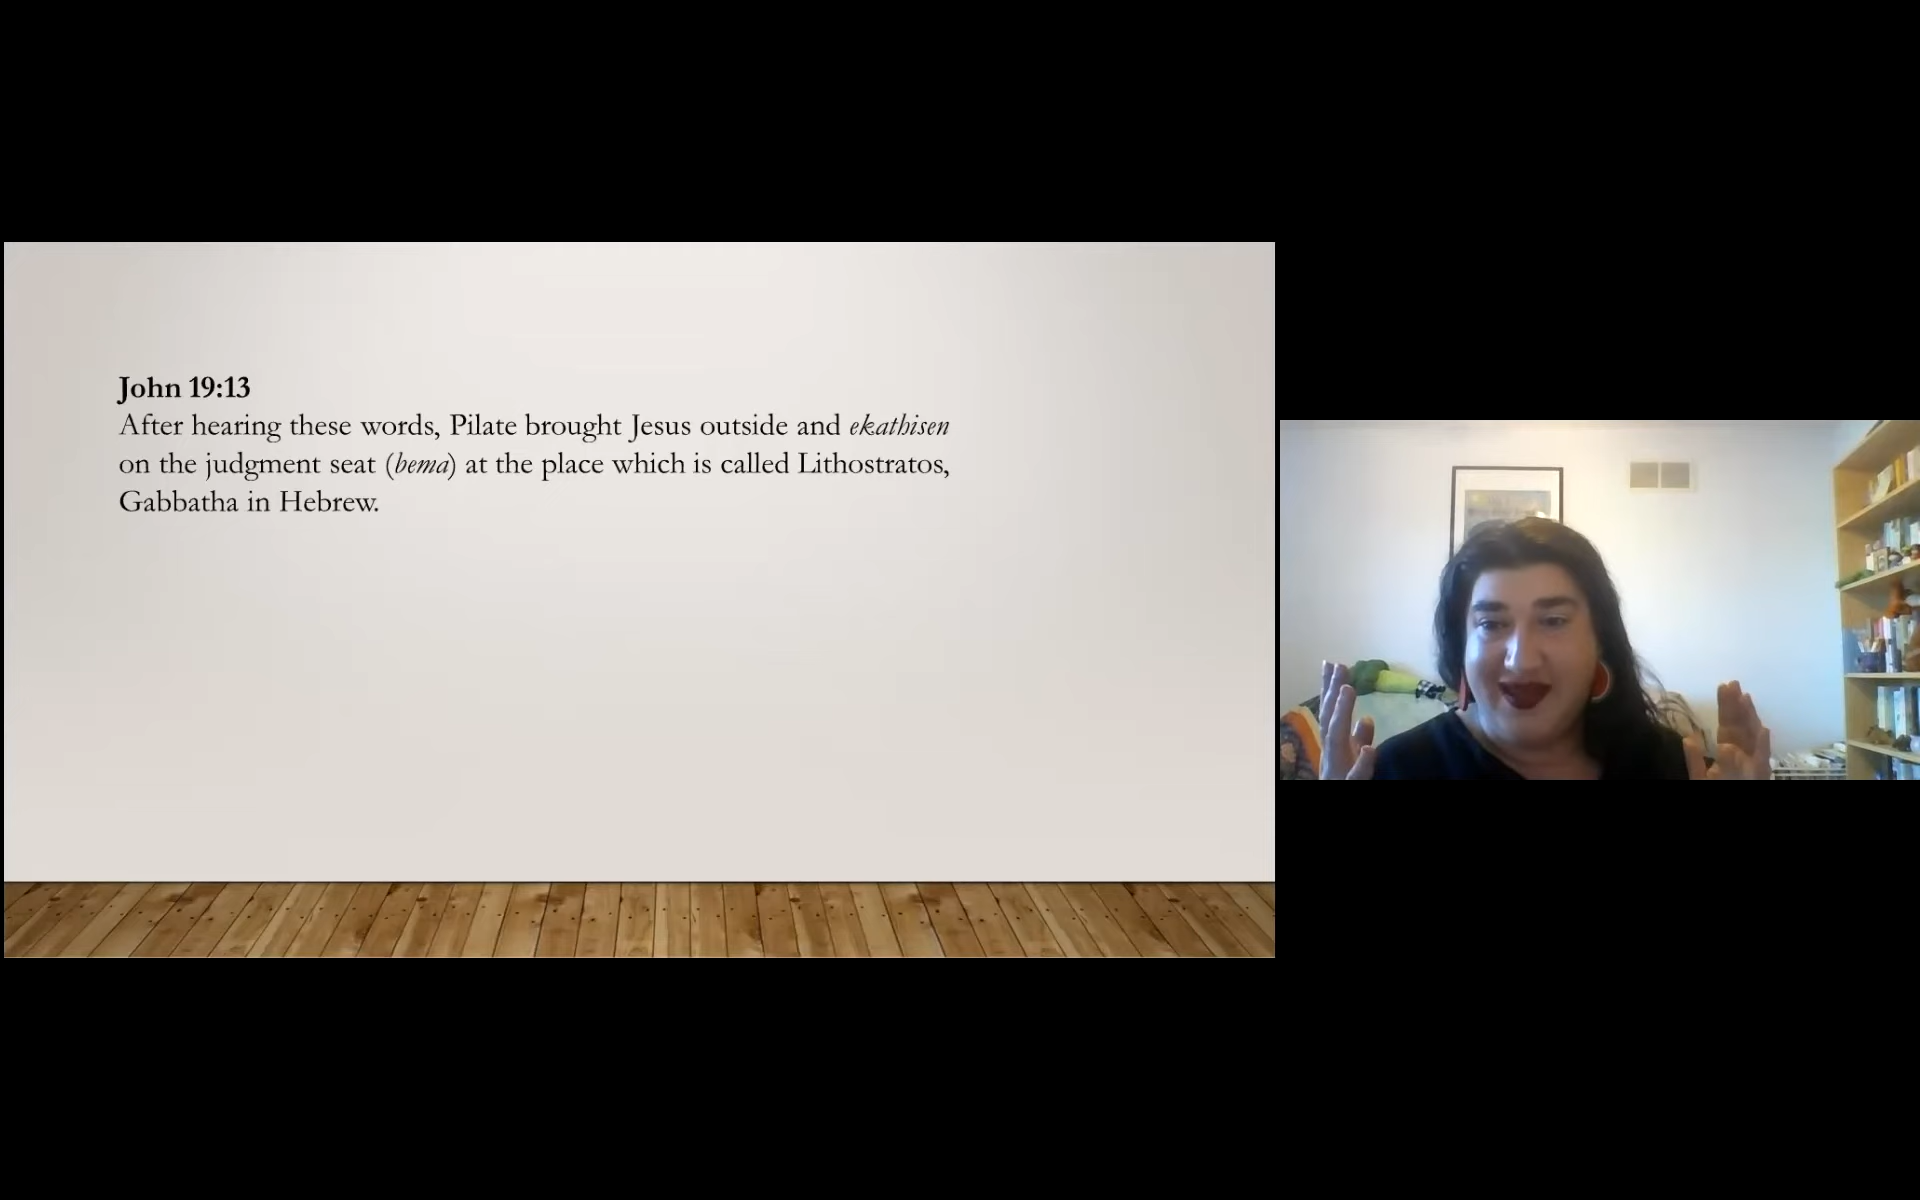 John 19:13
After hearing these words, Pilate brought Jesus outside and ekathisen
on the judgment seat (bema) at the place which is called Lithostratos,
Gabbatha in Hebrew.